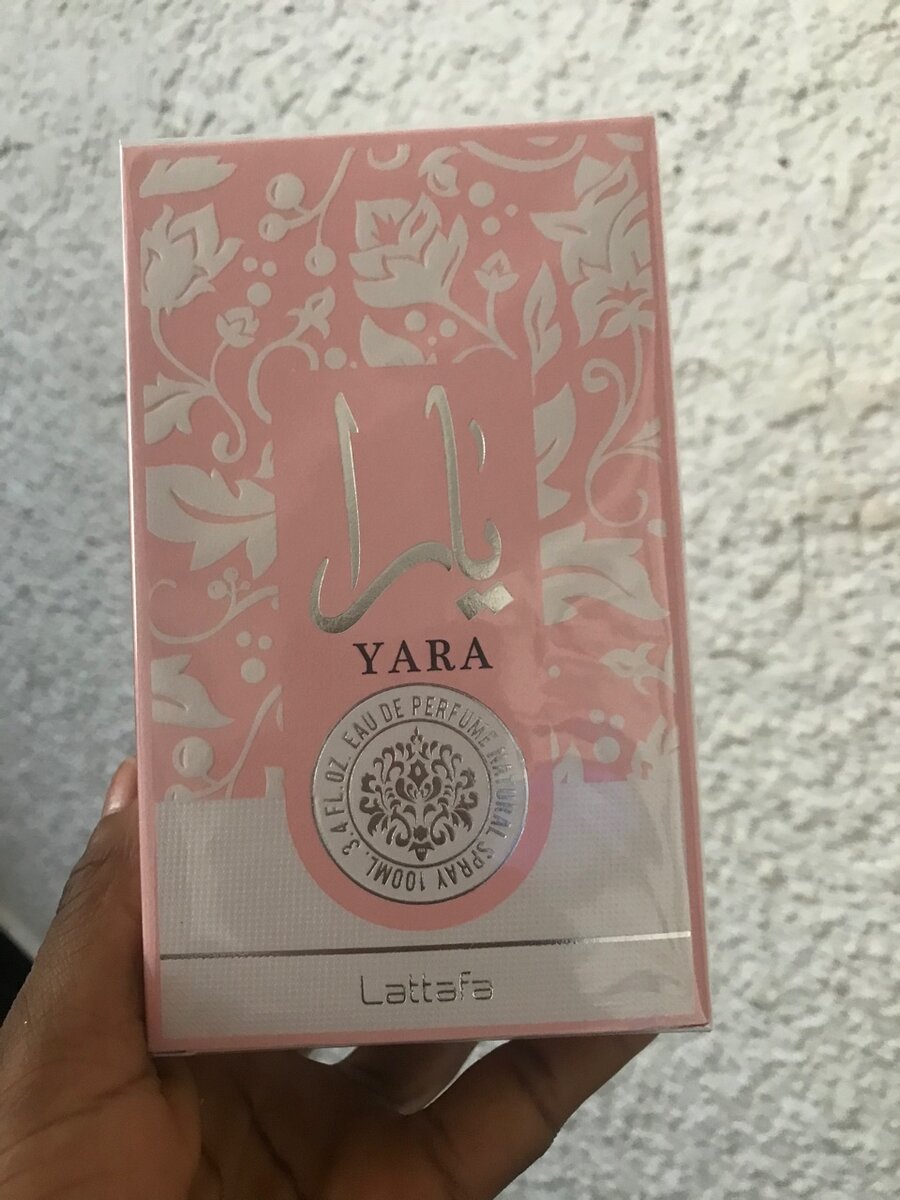 يارا
YARA
EAU DE PERFUME NATURAL SPRAY 100ML. 3.4 FL.OZ.
Lattafa